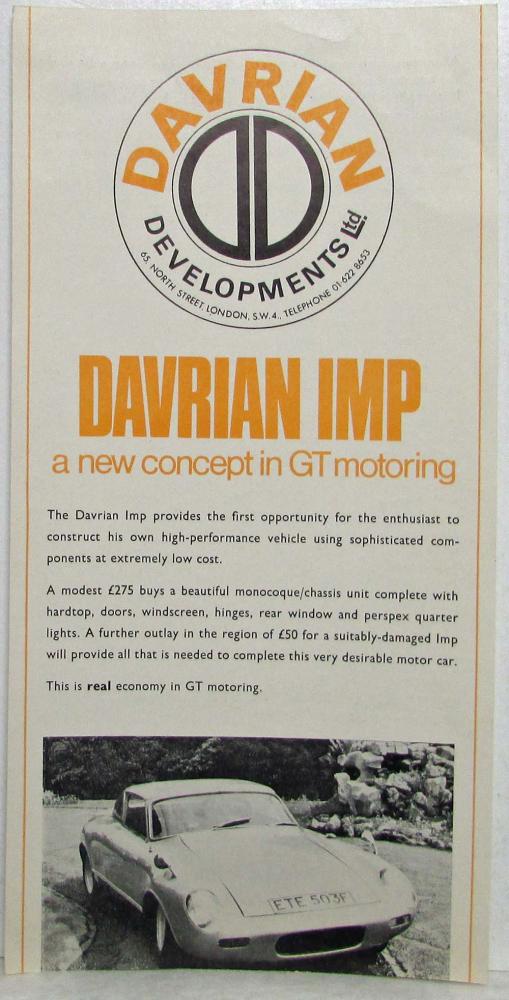 DAVRIAN
DEVELOPMENTS Ltd.
65, NORTH STREET, LONDON, S.W.4., TELEPHONE 01 622 8653
DAVRIAN IMP
a new concept in GT motoring
The Davrian Imp provides the first opportunity for the enthusiast to
construct his own high-performance vehicle using sophisticated com-
ponents at extremely low cost.
A modest £275 buys a beautiful monocoque/chassis unit complete with
hardtop, doors, windscreen, hinges, rear window and perspex quarter
lights. A further outlay in the region of £50 for a suitably-damaged Imp
will provide all that is needed to complete this very desirable motor car.
This is real economy in GT motoring.
ETE 503F